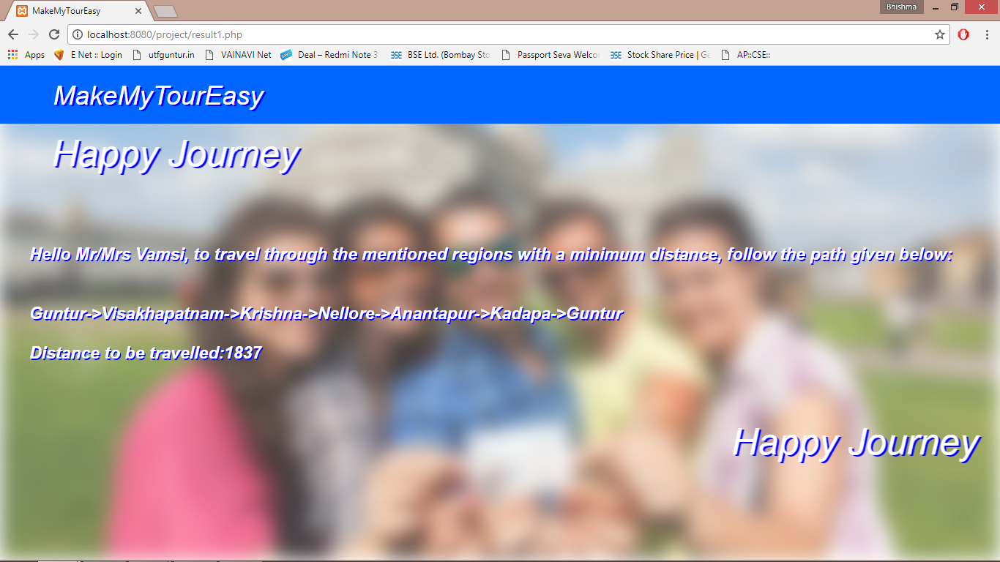 MakeMyTourEasy
Bhishma
localhost:8080/project/result1.php
Apps E Net :: Login utfguntur.in VAINAVI Net Deal – Redmi Note 3 BSE Ltd. (Bombay Sto Passport Seva Welcor Stock Share Price | Ge AP::CSE::
MakeMyTourEasy
Happy Journey
Hello Mr/Mrs Vamsi, to travel through the mentioned regions with a minimum distance, follow the path given below:
Guntur->Visakhapatnam->Krishna->Nellore->Anantapur->Kadapa->Guntur
Distance to be travelled:1837
Happy Journey